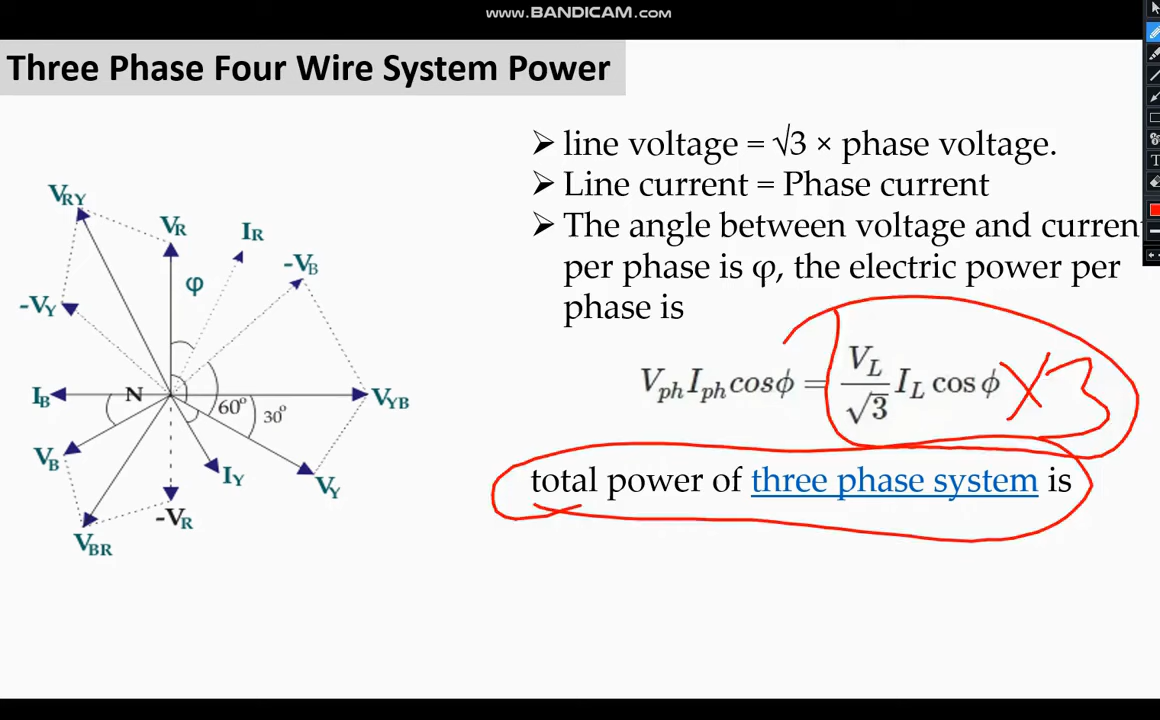 www.BANDICAM.com
Three Phase Four Wire System Power
➢ line voltage = √3 × phase voltage.
➢ Line current = Phase current
➢ The angle between voltage and current
per phase is φ, the electric power per
phase is
V_ph I_ph cosϕ = V_L/√3 I_L cos ϕ ×3
total power of three phase system is
V_RY
V_R
I_R
-V_B
φ
-V_Y
I_B
N
V_YB
60°
30°
V_B
I_Y
V_Y
-V_R
V_BR
T